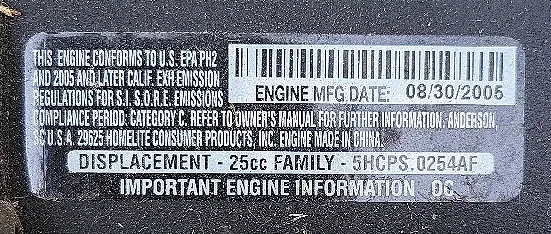 THIS ENGINE CONFORMS TO U.S. EPA PH2
AND 2005 AND LATER CALIF. EXH EMISSION
REGULATIONS FOR S.I. S.O.R.E. EMISSIONS
ENGINE MFG DATE: 08/30/2005
COMPLIANCE PERIOD: CATEGORY C. REFER TO OWNER'S MANUAL FOR FURTHER INFORMATION. ANDERSON,
SC U.S.A. 29625 HOMELITE CONSUMER PRODUCTS, INC. ENGINE MADE IN CHINA.
DISPLACEMENT - 25cc FAMILY - 5HCPS.0254AF
IMPORTANT ENGINE INFORMATION OC